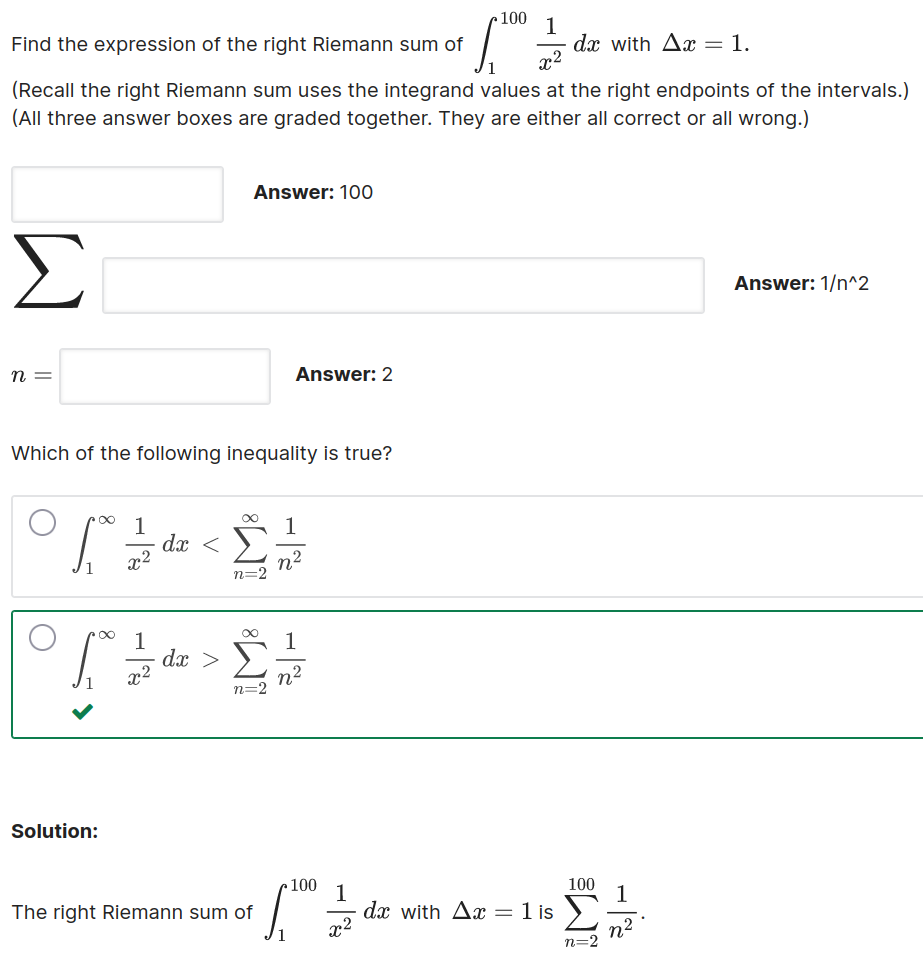 Find the expression of the right Riemann sum of $\int_1^{100} \frac{1}{x^2}\,dx$ with $\Delta x = 1.$
(Recall the right Riemann sum uses the integrand values at the right endpoints of the intervals.)
(All three answer boxes are graded together. They are either all correct or all wrong.)
Answer: 100
$\sum$ Answer: 1/n^2
$n =$ Answer: 2
Which of the following inequality is true?
$\int_1^{\infty} \frac{1}{x^2}\,dx < \sum_{n=2}^{\infty} \frac{1}{n^2}$
$\int_1^{\infty} \frac{1}{x^2}\,dx > \sum_{n=2}^{\infty} \frac{1}{n^2}$
✔
Solution:
The right Riemann sum of $\int_1^{100} \frac{1}{x^2}\,dx$ with $\Delta x = 1$ is $\sum_{n=2}^{100} \frac{1}{n^2}.$